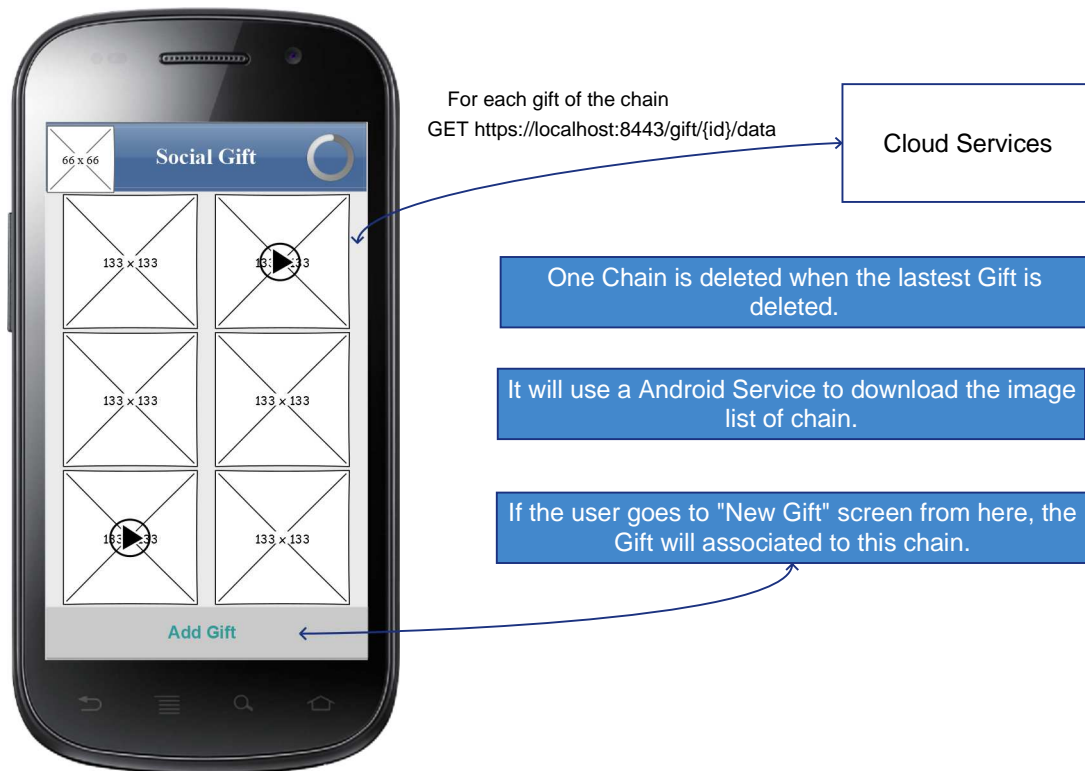 For each gift of the chain
GET https://localhost:8443/gift/{id}/data
Cloud Services
66 x 66
Social Gift
133 x 133
133 x 133
133 x 133
133 x 133
133 x 133
Add Gift
One Chain is deleted when the lastest Gift is
deleted.
It will use a Android Service to download the image
list of chain.
If the user goes to "New Gift" screen from here, the
Gift will associated to this chain.